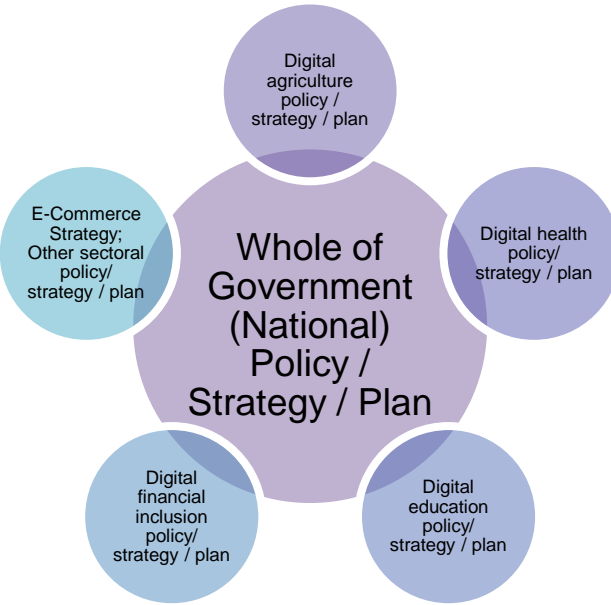 Digital
agriculture
policy /
strategy / plan
E-Commerce
Strategy;
Other sectoral
policy/
strategy / plan
Whole of
Government
(National)
Policy /
Strategy / Plan
Digital health
policy/
strategy / plan
Digital
financial
inclusion
policy/
strategy / plan
Digital
education
policy/
strategy / plan